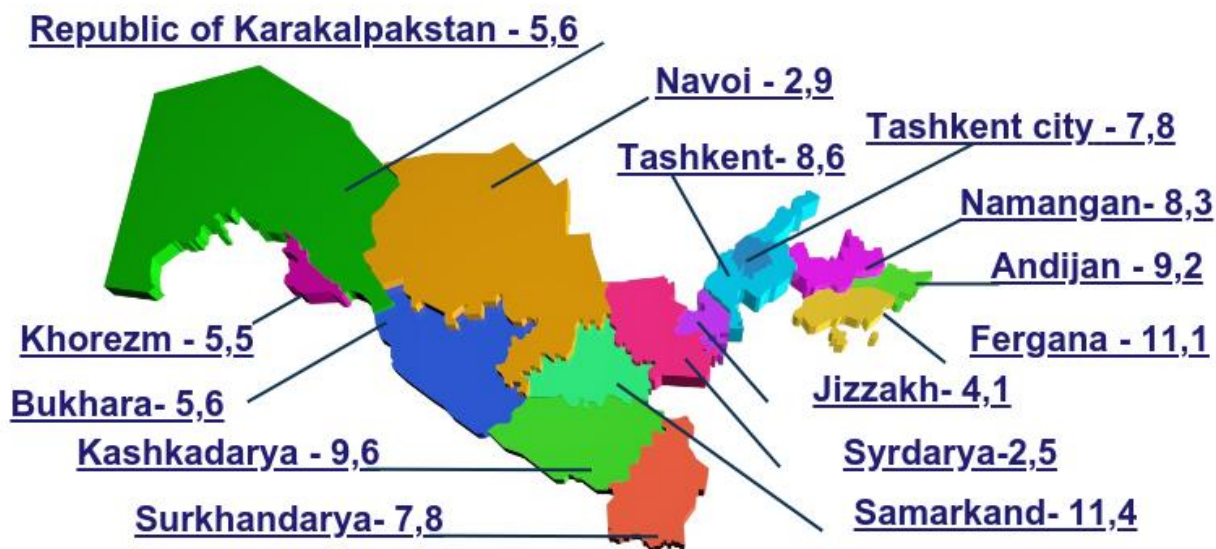 Republic of Karakalpakstan - 5,6
Navoi - 2,9
Tashkent city - 7,8
Tashkent- 8,6
Namangan- 8,3
Andijan - 9,2
Khorezm - 5,5
Fergana - 11,1
Bukhara- 5,6
Jizzakh- 4,1
Kashkadarya - 9,6
Syrdarya-2,5
Surkhandarya- 7,8
Samarkand- 11,4